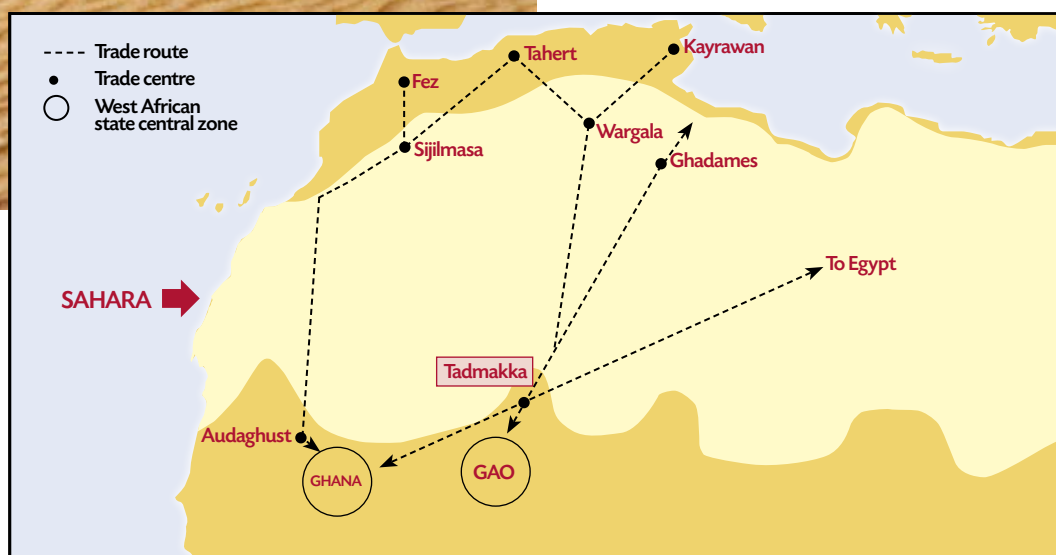 Trade route
Trade centre
West African
state central zone
Tahert
Kayrawan
Fez
Sijilmasa
Wargala
Ghadames
To Egypt
SAHARA
Tadmakka
Audaghust
GHANA
GAO